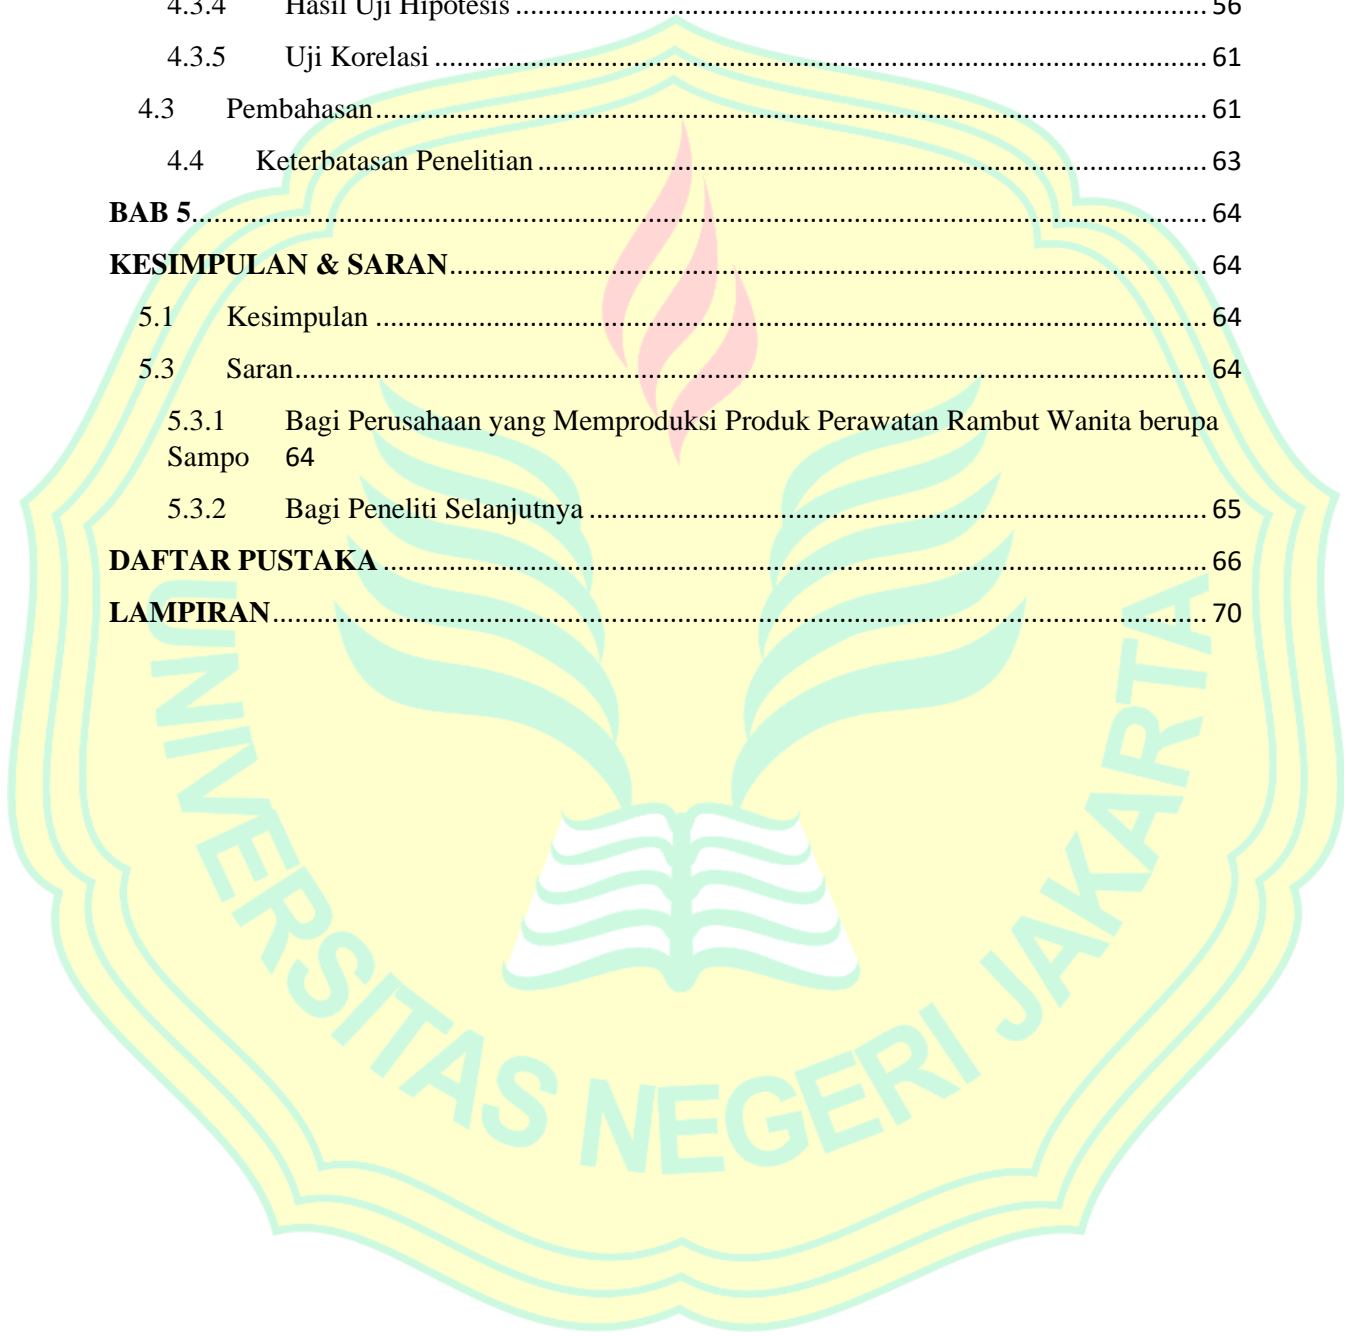 4.3.4 Hasil Uji Hipotesis ........ 56
4.3.5 Uji Korelasi ........ 61
4.3 Pembahasan ........ 61
4.4 Keterbatasan Penelitian ........ 63
BAB 5 ........ 64
KESIMPULAN & SARAN ........ 64
5.1 Kesimpulan ........ 64
5.3 Saran ........ 64
5.3.1 Bagi Perusahaan yang Memproduksi Produk Perawatan Rambut Wanita berupa
Sampo 64
5.3.2 Bagi Peneliti Selanjutnya ........ 65
DAFTAR PUSTAKA ........ 66
LAMPIRAN ........ 70
UNIVERSITAS NEGERI JAKARTA